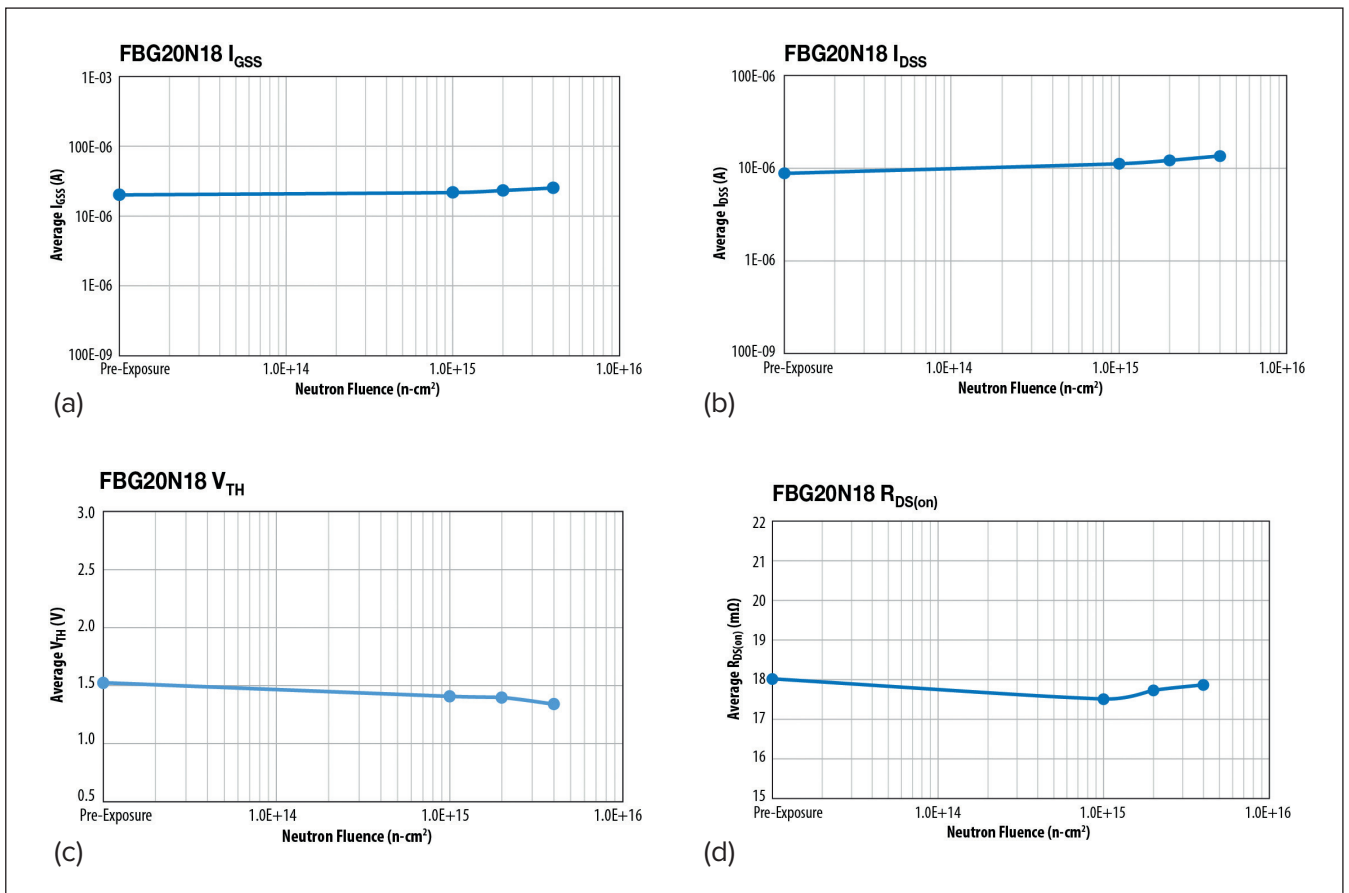 FBG20N18 I_GSS
1E-03
100E-06
10E-06
1E-06
100E-09
Average I_GSS (A)
Pre-Exposure 1.0E+14 1.0E+15 1.0E+16
Neutron Fluence (n-cm²)
(a)
FBG20N18 I_DSS
100E-06
10E-06
1E-06
100E-09
Average I_DSS (A)
Pre-Exposure 1.0E+14 1.0E+15 1.0E+16
Neutron Fluence (n-cm²)
(b)
FBG20N18 V_TH
3.0
2.5
2.0
1.5
1.0
0.5
Average V_TH (V)
Pre-Exposure 1.0E+14 1.0E+15 1.0E+16
Neutron Fluence (n-cm²)
(c)
FBG20N18 R_DS(on)
22
21
20
19
18
17
16
15
Average R_DS(on) (mΩ)
Pre-Exposure 1.0E+14 1.0E+15 1.0E+16
Neutron Fluence (n-cm²)
(d)